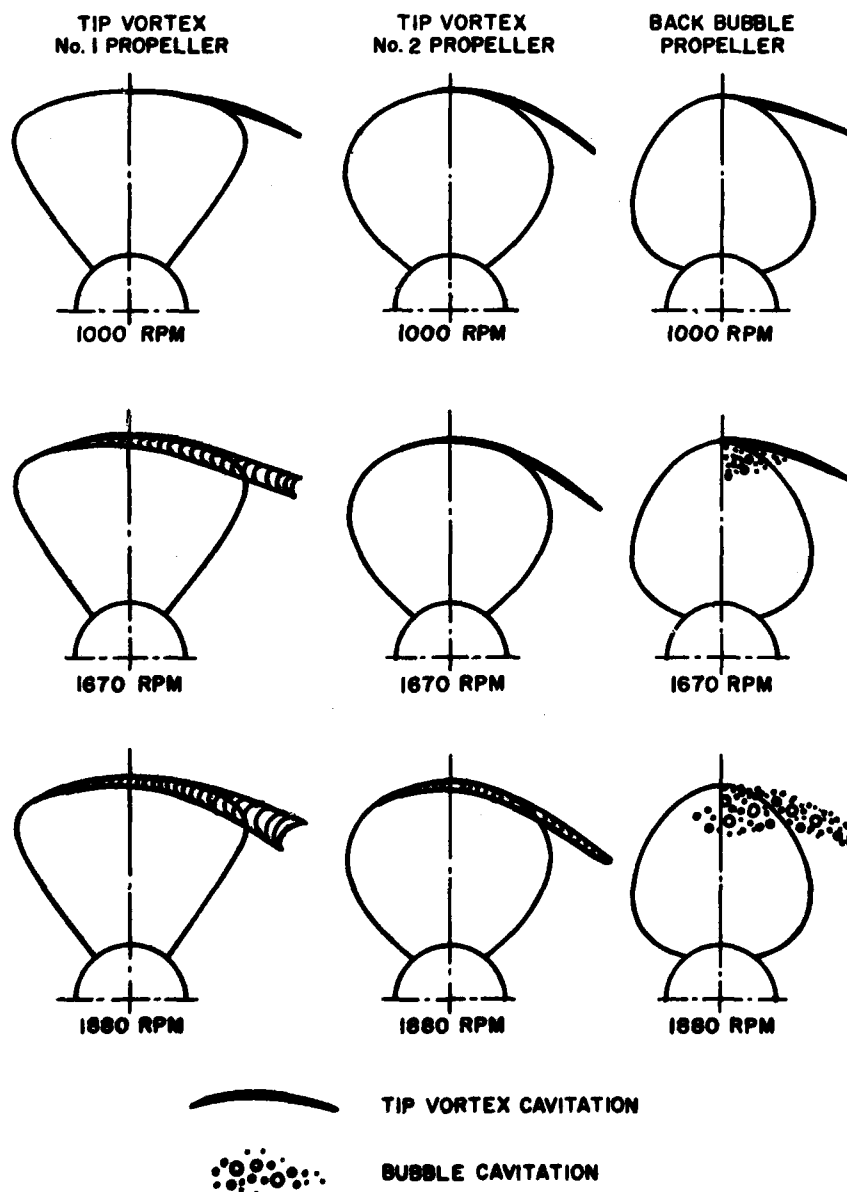 TIP VORTEX
No. 1 PROPELLER
TIP VORTEX
No. 2 PROPELLER
BACK BUBBLE
PROPELLER
1000 RPM
1000 RPM
1000 RPM
1670 RPM
1670 RPM
1670 RPM
1880 RPM
1880 RPM
1880 RPM
TIP VORTEX CAVITATION
BUBBLE CAVITATION